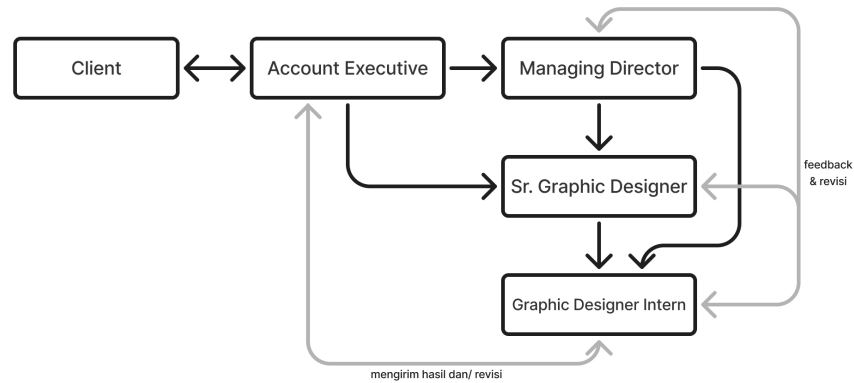 Client
Account Executive
Managing Director
feedback
& revisi
Sr. Graphic Designer
Graphic Designer Intern
mengirim hasil dan/ revisi